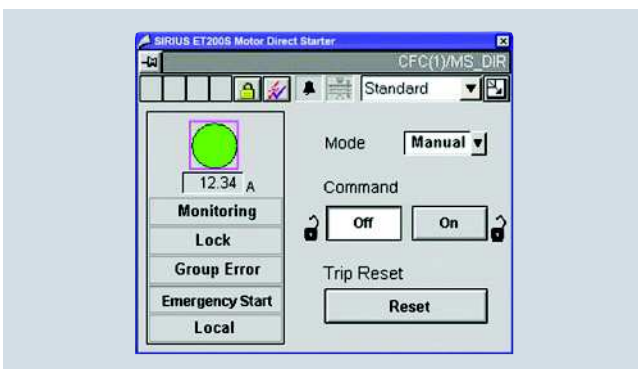 SIRIUS ET200S Motor Direct Starter
CFC(1)/MS_DIR
Standard
12.34 A
Monitoring
Lock
Group Error
Emergency Start
Local
Mode Manual
Command
Off On
Trip Reset
Reset